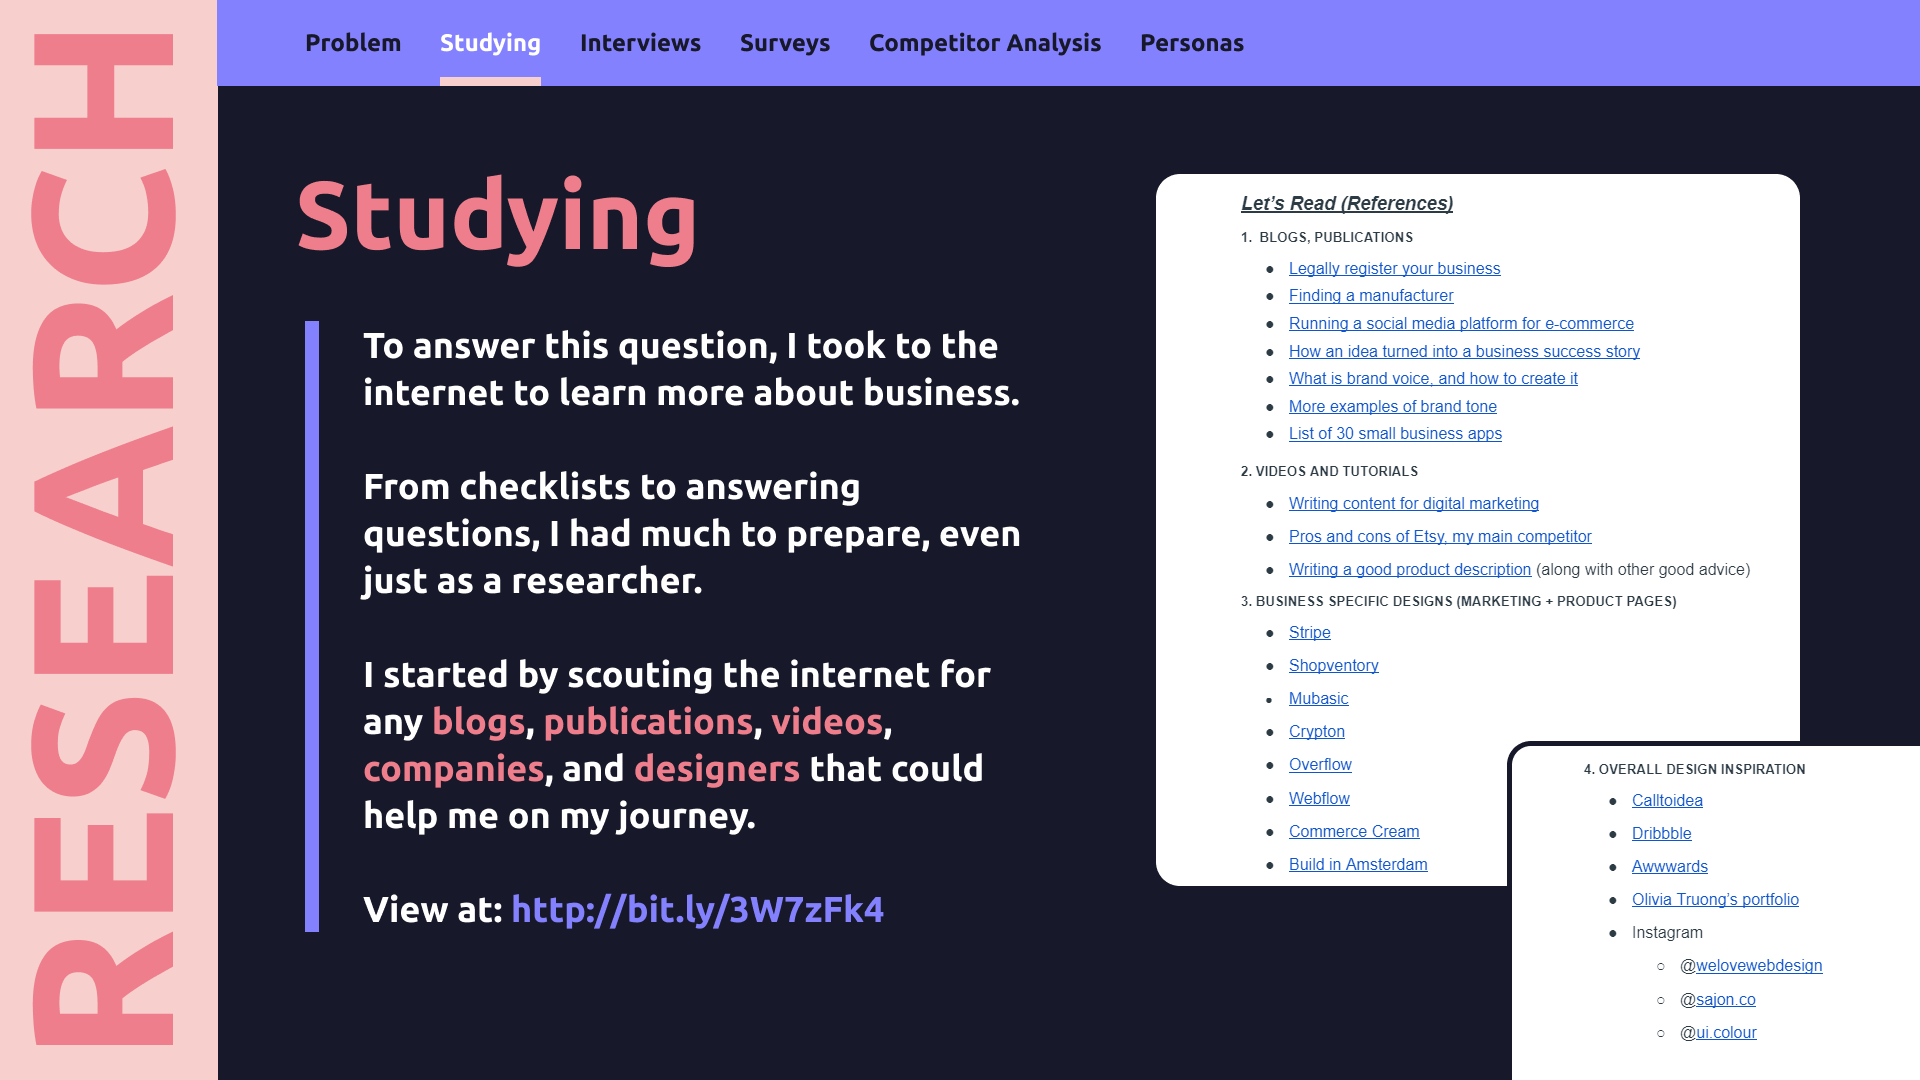 RESEARCH
Problem Studying Interviews Surveys Competitor Analysis Personas
Studying
To answer this question, I took to the
internet to learn more about business.
From checklists to answering
questions, I had much to prepare, even
just as a researcher.
I started by scouting the internet for
any blogs, publications, videos,
companies, and designers that could
help me on my journey.
View at: http://bit.ly/3W7zFk4
Let's Read (References)
1. BLOGS, PUBLICATIONS
● Legally register your business
● Finding a manufacturer
● Running a social media platform for e-commerce
● How an idea turned into a business success story
● What is brand voice, and how to create it
● More examples of brand tone
● List of 30 small business apps
2. VIDEOS AND TUTORIALS
● Writing content for digital marketing
● Pros and cons of Etsy, my main competitor
● Writing a good product description (along with other good advice)
3. BUSINESS SPECIFIC DESIGNS (MARKETING + PRODUCT PAGES)
● Stripe
● Shopventory
● Mubasic
● Crypton
● Overflow
● Webflow
● Commerce Cream
● Build in Amsterdam
4. OVERALL DESIGN INSPIRATION
● Calltoidea
● Dribbble
● Awwwards
● Olivia Truong's portfolio
● Instagram
○ @welovewebdesign
○ @sajon.co
○ @ui.colour